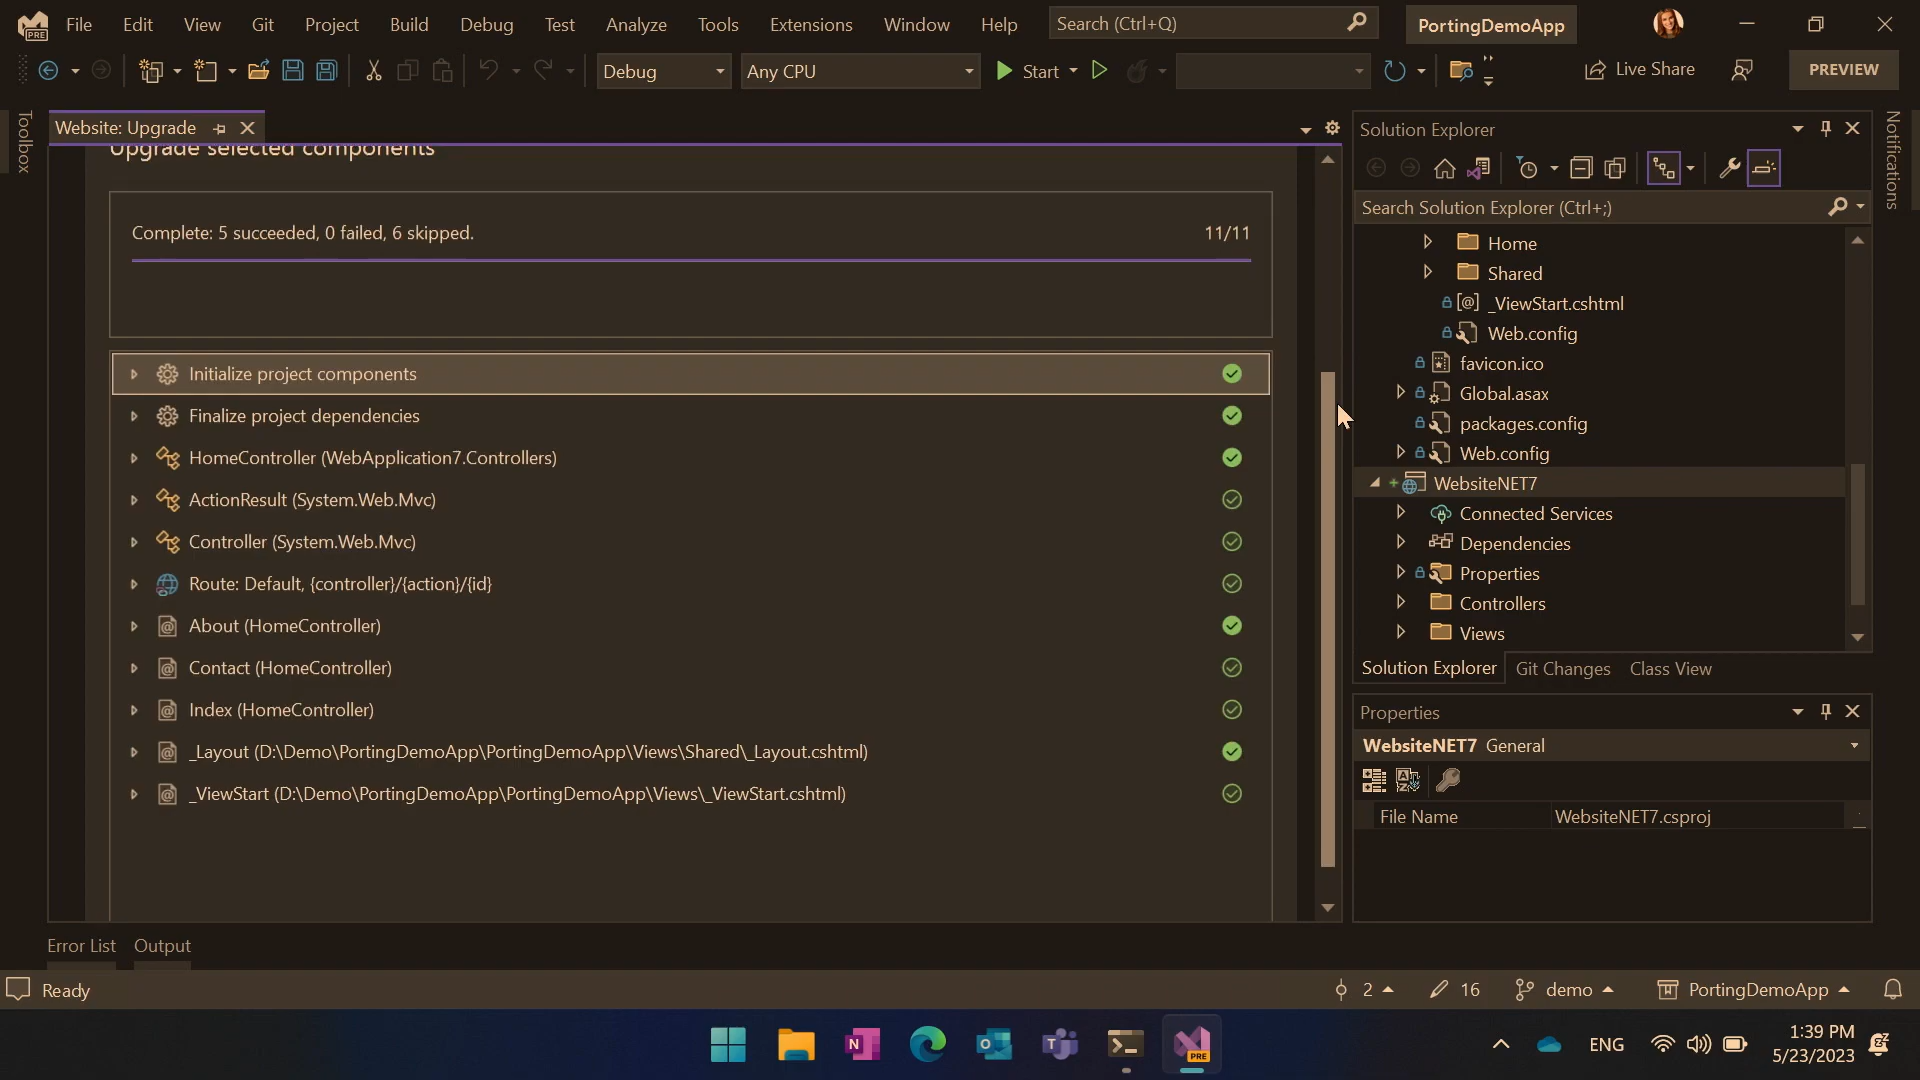 File Edit View Git Project Build Debug Test Analyze Tools Extensions Window Help Search (Ctrl+Q) PortingDemoApp
Debug Any CPU Start Live Share PREVIEW
Toolbox
Website: Upgrade
Upgrade selected components
Complete: 5 succeeded, 0 failed, 6 skipped. 11/11
Initialize project components
Finalize project dependencies
HomeController (WebApplication7.Controllers)
ActionResult (System.Web.Mvc)
Controller (System.Web.Mvc)
Route: Default, {controller}/{action}/{id}
About (HomeController)
Contact (HomeController)
Index (HomeController)
_Layout (D:\Demo\PortingDemoApp\PortingDemoApp\Views\Shared\_Layout.cshtml)
_ViewStart (D:\Demo\PortingDemoApp\PortingDemoApp\Views\_ViewStart.cshtml)
Solution Explorer
Search Solution Explorer (Ctrl+;)
Home
Shared
_ViewStart.cshtml
Web.config
favicon.ico
Global.asax
packages.config
Web.config
WebsiteNET7
Connected Services
Dependencies
Properties
Controllers
Views
Solution Explorer Git Changes Class View
Properties
WebsiteNET7 General
File Name WebsiteNET7.csproj
Notifications
Error List Output
Ready 2 16 demo PortingDemoApp
PRE
PRE
ENG
1:39 PM
5/23/2023